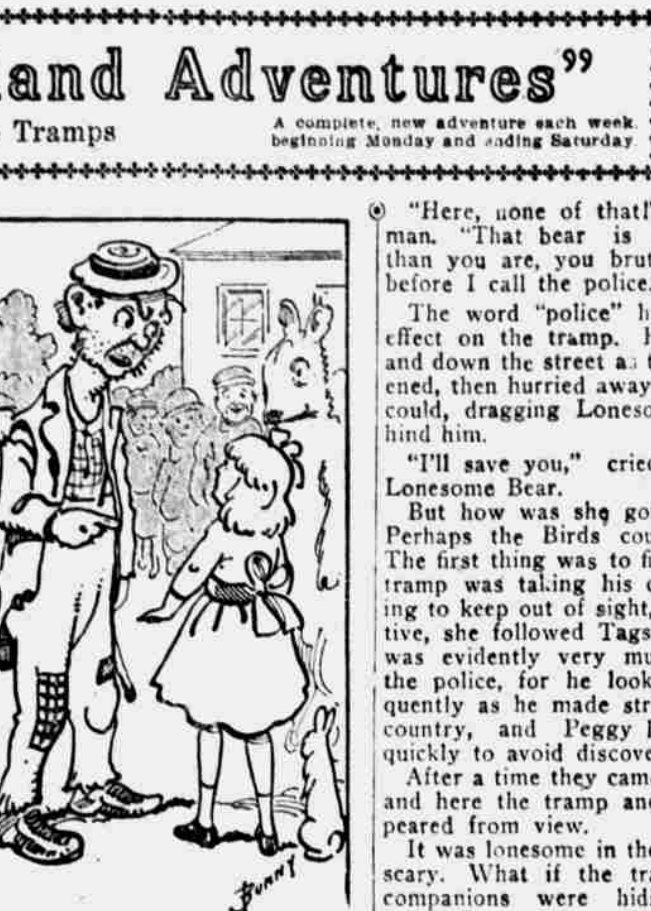 land Adventures"
Tramps
A complete, new adventure each week.
beginning Monday and ending Saturday.
"Here, none of that!"
man. "That bear is
than you are, you brut
before I call the police.
The word "police" h
effect on the tramp. H
and down the street as t
ened, then hurried away
could, dragging Lonesо
hind him.
"I'll save you," cried
Lonesome Bear.
But how was she go
Perhaps the Birds cou
The first thing was to fi
tramp was taking his c
ing to keep out of sight,
tive, she followed Tags
was evidently very mu
the police, for he look
quently as he made str
country, and Peggy h
quickly to avoid discove
After a time they came
and here the tramp and
peared from view.
It was lonesome in the
scary. What if the tra
companions were hid
BUNNY